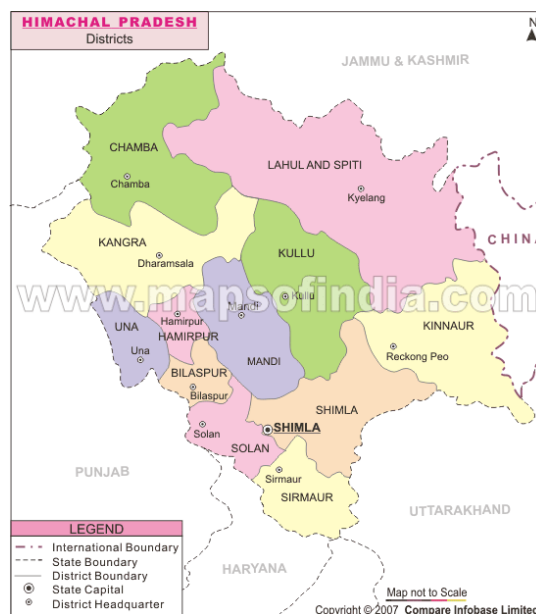 HIMACHAL PRADESH
Districts
N
JAMMU & KASHMIR
CHAMBA
Chamba
LAHUL AND SPITI
Kyelang
CHINA
KANGRA
Dharamsala
KULLU
Kullu
www.mapsofindia.com
Mandi
MANDI
UNA
Una
Hamirpur
HAMIRPUR
KINNAUR
Reckong Peo
BILASPUR
Bilaspur
SHIMLA
SHIMLA
Solan
SOLAN
Sirmaur
SIRMAUR
PUNJAB
HARYANA
UTTARAKHAND
LEGEND
International Boundary
State Boundary
District Boundary
State Capital
District Headquarter
Map not to Scale
Copyright © 2007 Compare Infobase Limited